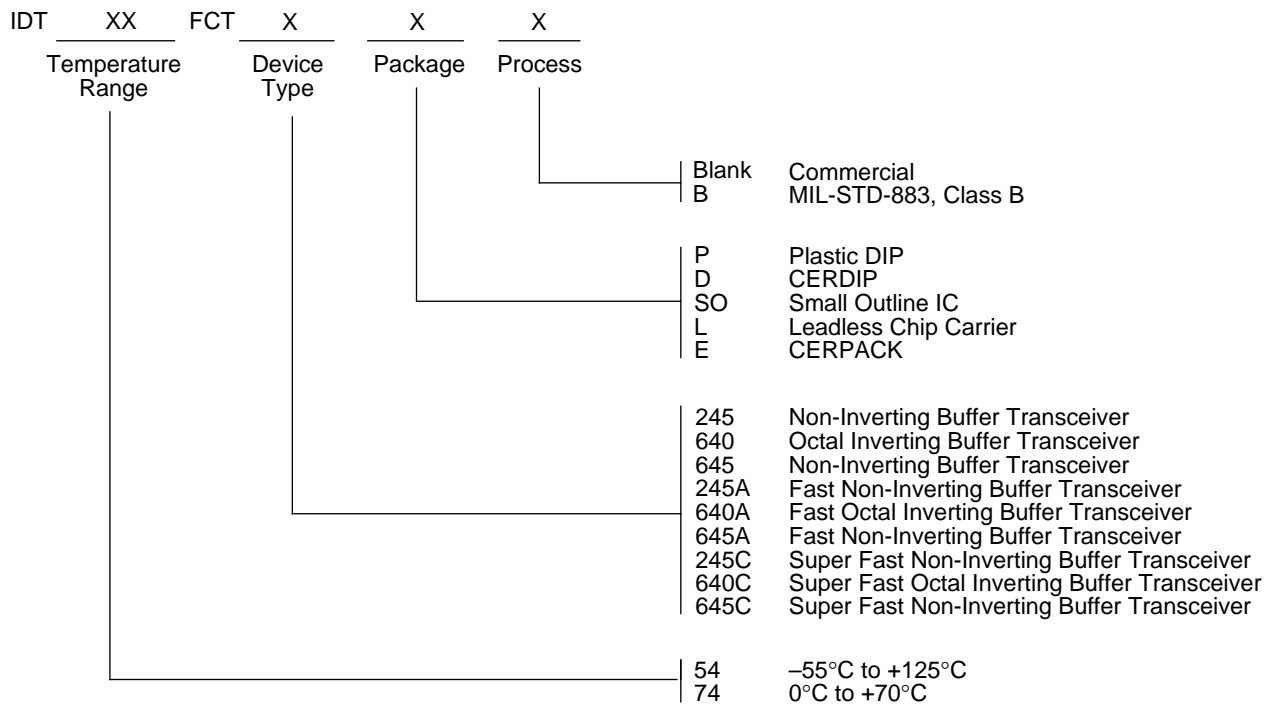 IDT XX FCT X X X
Temperature Range Device Type Package Process
Blank Commercial
B MIL-STD-883, Class B
P Plastic DIP
D CERDIP
SO Small Outline IC
L Leadless Chip Carrier
E CERPACK
245 Non-Inverting Buffer Transceiver
640 Octal Inverting Buffer Transceiver
645 Non-Inverting Buffer Transceiver
245A Fast Non-Inverting Buffer Transceiver
640A Fast Octal Inverting Buffer Transceiver
645A Fast Non-Inverting Buffer Transceiver
245C Super Fast Non-Inverting Buffer Transceiver
640C Super Fast Octal Inverting Buffer Transceiver
645C Super Fast Non-Inverting Buffer Transceiver
54 –55°C to +125°C
74 0°C to +70°C